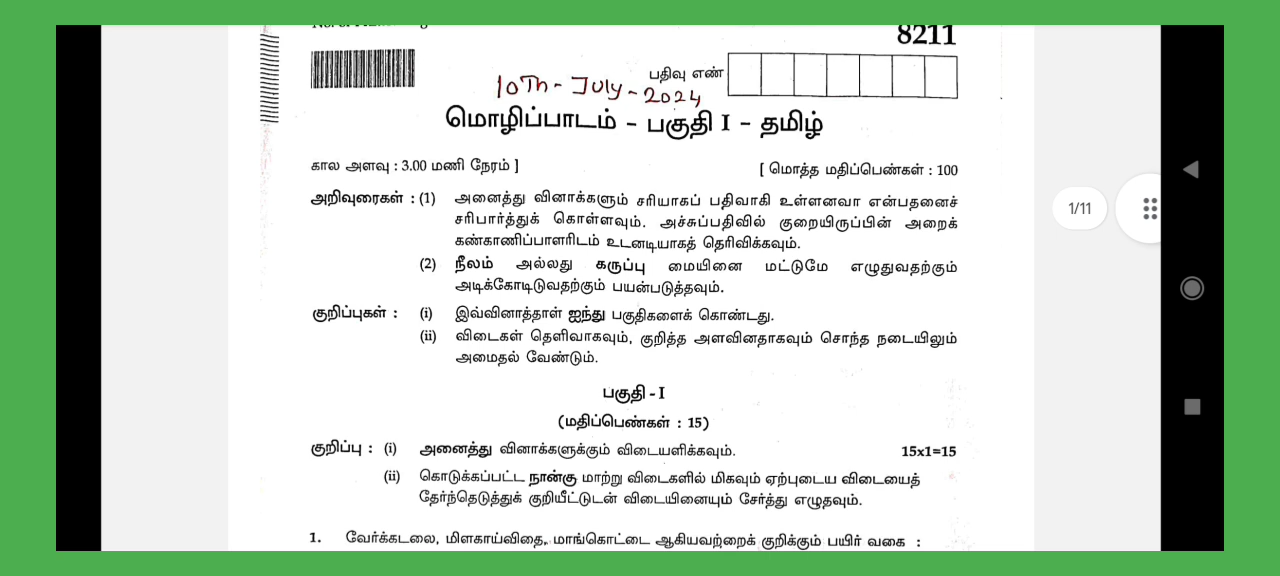 8211
பதிவு எண்
10Th - July - 2024
மொழிப்பாடம் – பகுதி I – தமிழ்
கால அளவு : 3.00 மணி நேரம் ] [ மொத்த மதிப்பெண்கள் : 100
அறிவுரைகள் : (1) அனைத்து வினாக்களும் சரியாகப் பதிவாகி உள்ளனவா என்பதனைச்
சரிபார்த்துக் கொள்ளவும். அச்சுப்பதிவில் குறையிருப்பின் அறைக்
கண்காணிப்பாளரிடம் உடனடியாகத் தெரிவிக்கவும்.
(2) நீலம் அல்லது கருப்பு மையினை மட்டுமே எழுதுவதற்கும்
அடிக்கோடிடுவதற்கும் பயன்படுத்தவும்.
குறிப்புகள் : (i) இவ்வினாத்தாள் ஐந்து பகுதிகளைக் கொண்டது.
(ii) விடைகள் தெளிவாகவும், குறித்த அளவினதாகவும் சொந்த நடையிலும்
அமைதல் வேண்டும்.
பகுதி - I
(மதிப்பெண்கள் : 15)
குறிப்பு : (i) அனைத்து வினாக்களுக்கும் விடையளிக்கவும். 15x1=15
(ii) கொடுக்கப்பட்ட நான்கு மாற்று விடைகளில் மிகவும் ஏற்புடைய விடையைத்
தேர்ந்தெடுத்துக் குறியீட்டுடன் விடையினையும் சேர்த்து எழுதவும்.
1. வேர்க்கடலை, மிளகாய்விதை, மாங்கொட்டை ஆகியவற்றைக் குறிக்கும் பயிர் வகை :
1/11